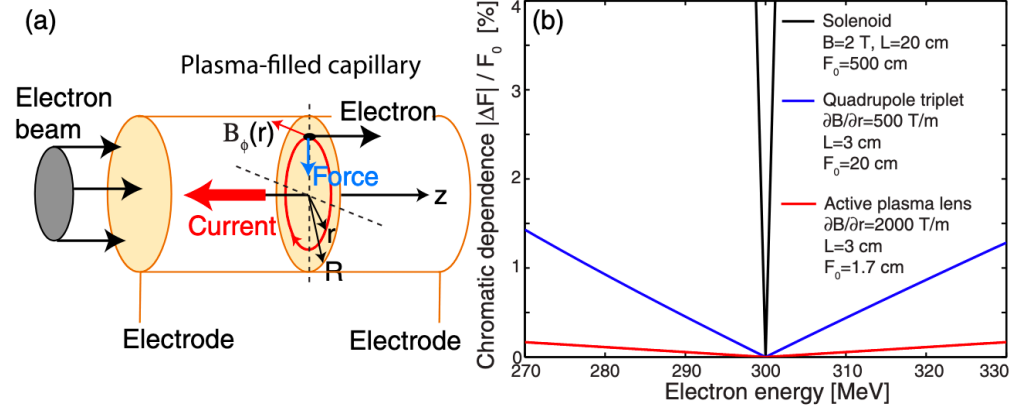 (a)
Plasma-filled capillary
Electron
beam
Electron
Bϕ(r)
Force
z
Current
r
R
Electrode
Electrode
(b)
Chromatic dependence |ΔF| / F₀ [%]
4
3
2
1
0
270
280
290
300
310
320
330
Electron energy [MeV]
Solenoid
B=2 T, L=20 cm
F₀=500 cm
Quadrupole triplet
∂B/∂r=500 T/m
L=3 cm
F₀=20 cm
Active plasma lens
∂B/∂r=2000 T/m
L=3 cm
F₀=1.7 cm